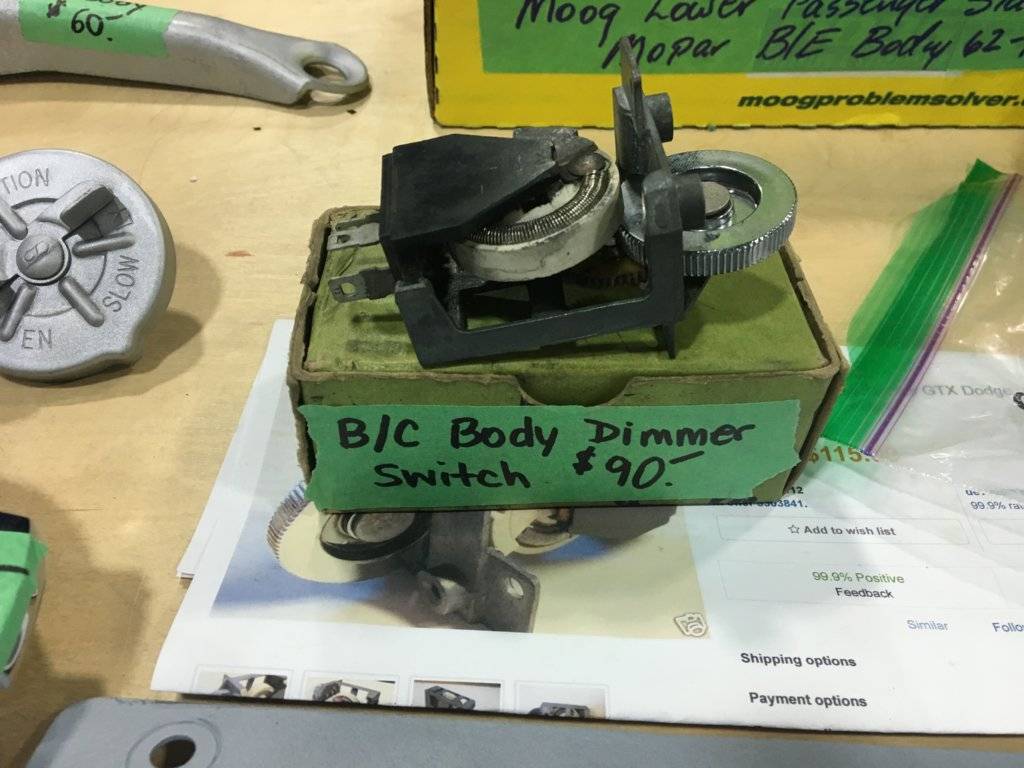 $60.-
Moog Lower Passenger
Mopar B/E Body 62-
moogproblemsolver.
TION
SLOW
EN
B/C Body Dimmer
Switch $90.-
GTX Dodge
$115.
Add to wish list
99.9% Positive
Feedback
99.9%
Similar
Shipping options
Payment options